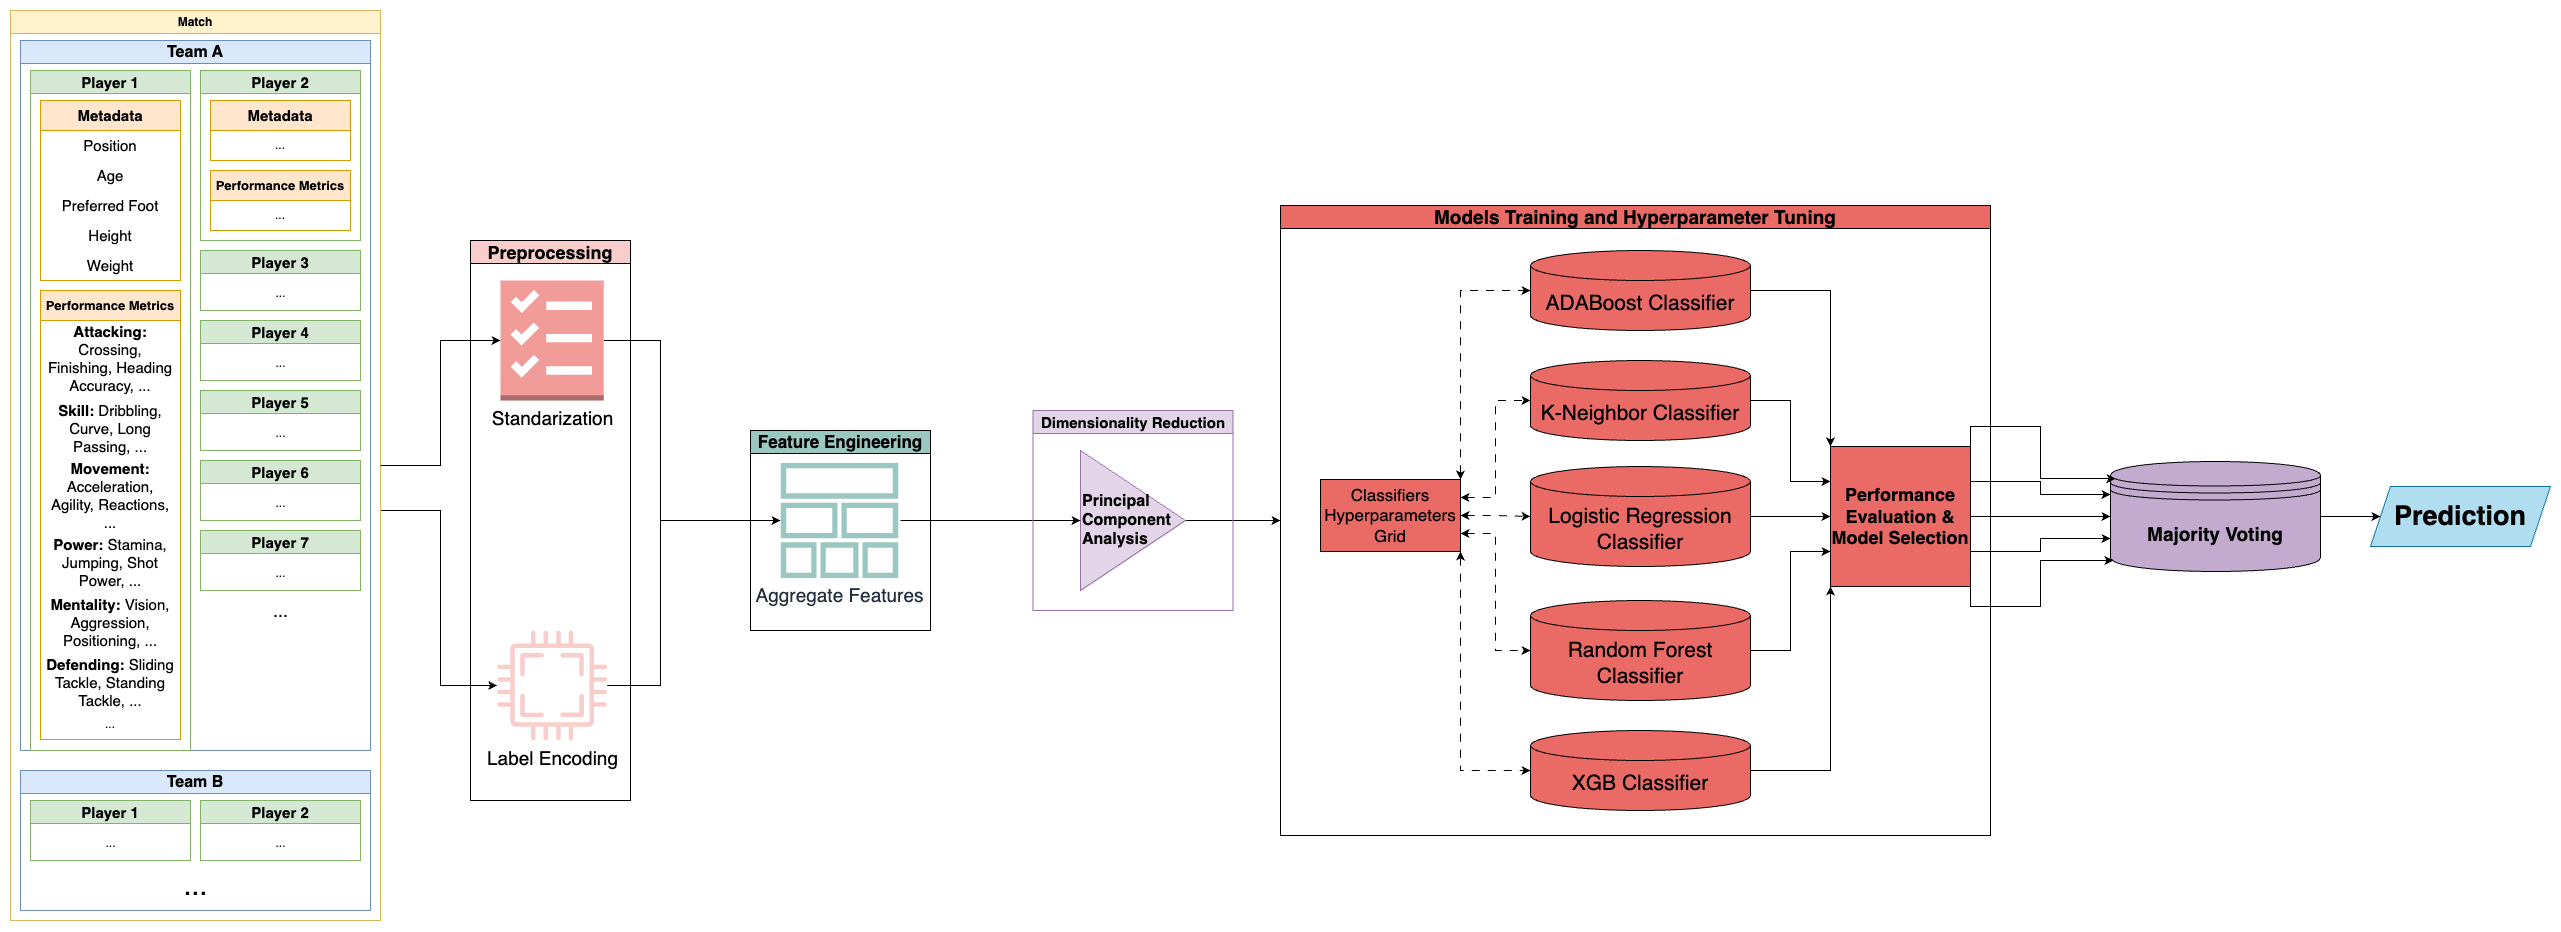 Match
Team A
Player 1
Metadata
Position
Age
Preferred Foot
Height
Weight
Performance Metrics
Attacking:
Crossing,
Finishing, Heading
Accuracy, ...
Skill: Dribbling,
Curve, Long
Passing, ...
Movement:
Acceleration,
Agility, Reactions,
...
Power: Stamina,
Jumping, Shot
Power, ...
Mentality: Vision,
Aggression,
Positioning, ...
Defending: Sliding
Tackle, Standing
Tackle, ...
...
Player 2
Metadata
...
Performance Metrics
...
Player 3
...
Player 4
...
Player 5
...
Player 6
...
Player 7
...
...
Team B
Player 1
...
Player 2
...
...
Preprocessing
Standarization
Label Encoding
Feature Engineering
Aggregate Features
Dimensionality Reduction
Principal
Component
Analysis
Models Training and Hyperparameter Tuning
Classifiers
Hyperparameters
Grid
ADABoost Classifier
K-Neighbor Classifier
Logistic Regression
Classifier
Random Forest
Classifier
XGB Classifier
Performance
Evaluation &
Model Selection
Majority Voting
Prediction